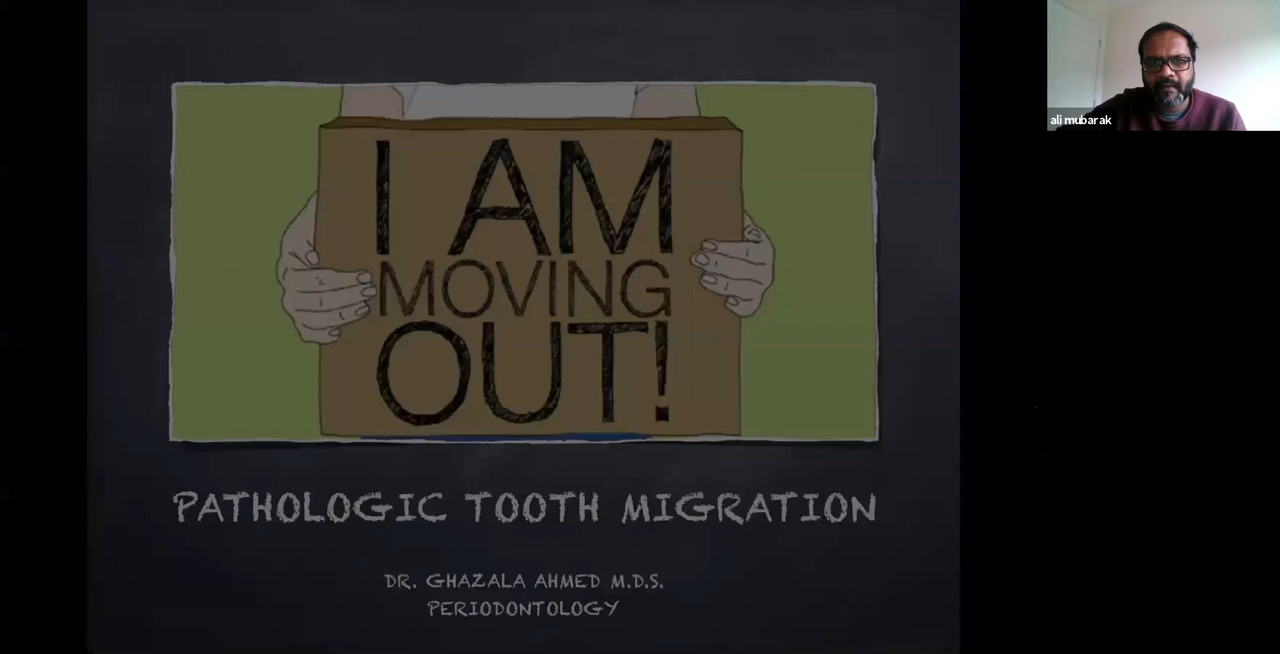 I AM
MOVING
OUT!
PATHOLOGIC TOOTH MIGRATION
DR. GHAZALA AHMED M.D.S.
PERIODONTOLOGY
ali mubarak